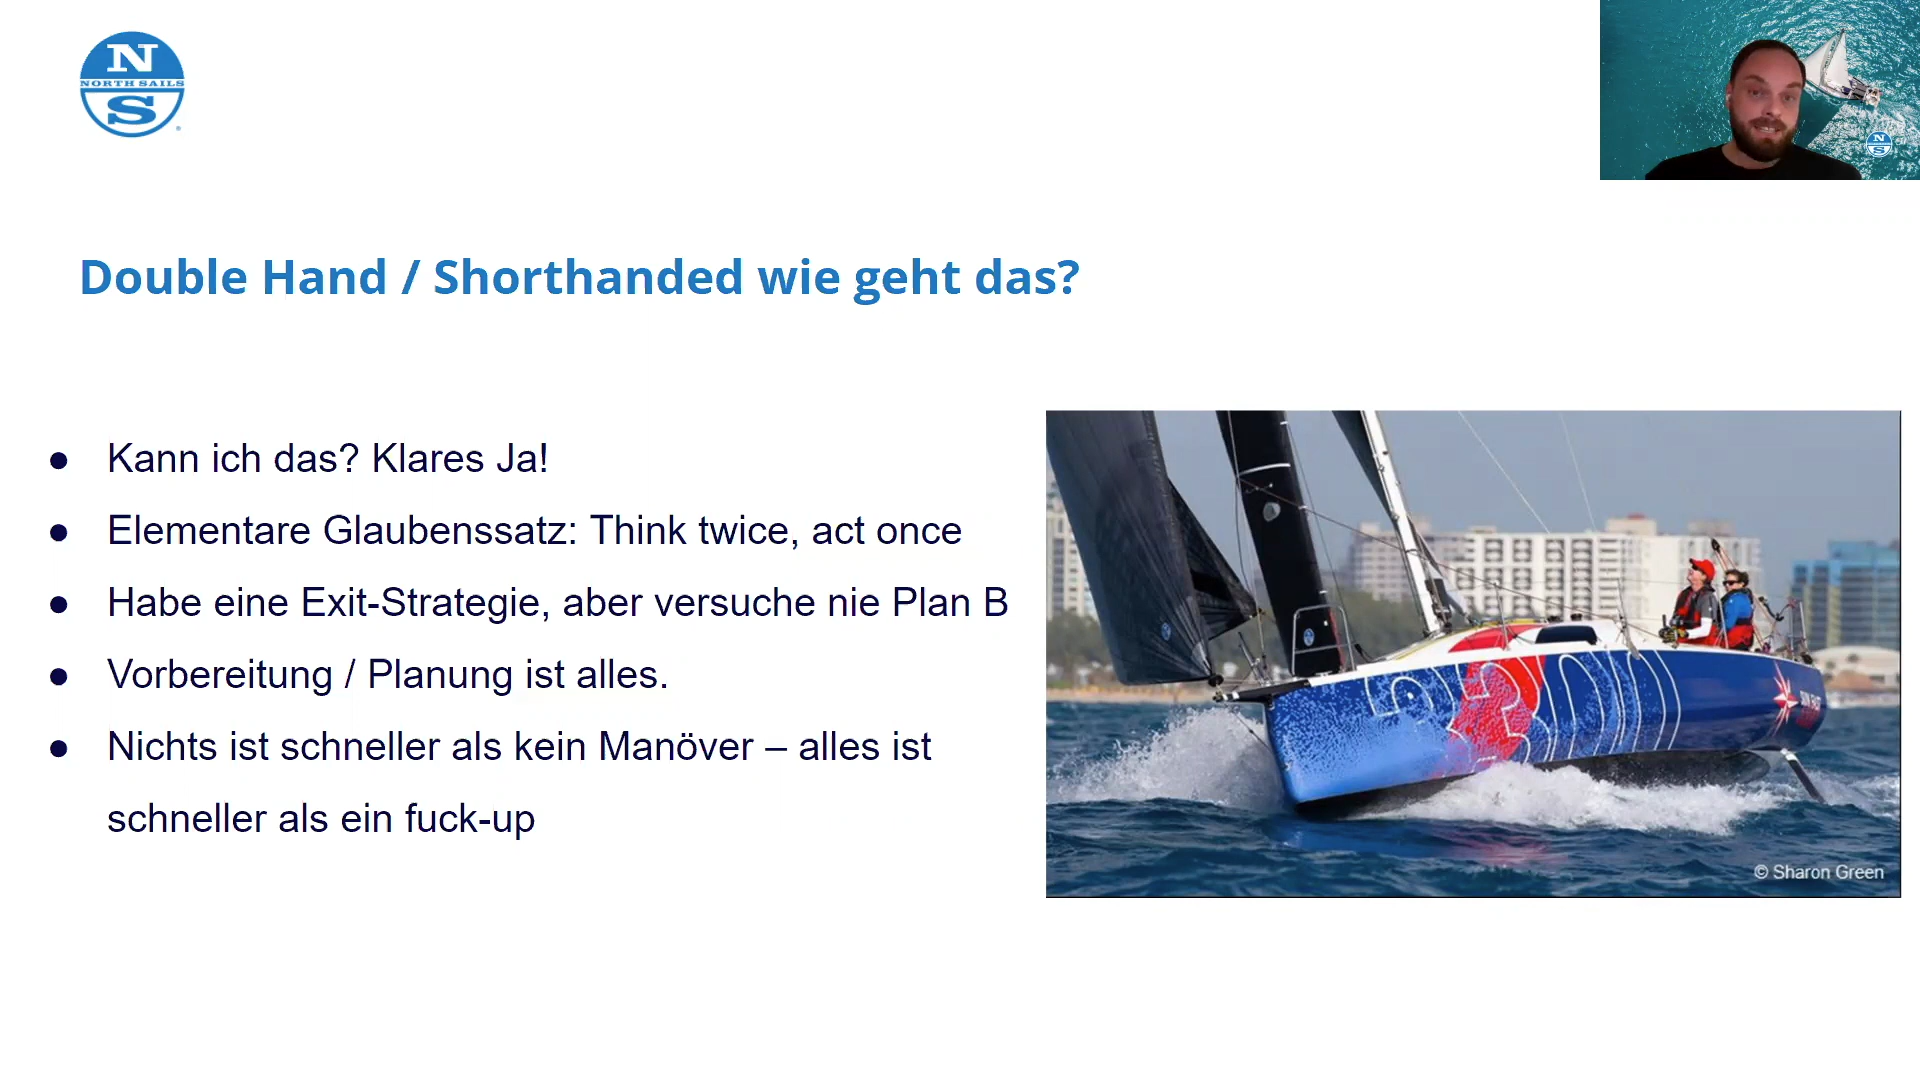 N
NORTH SAILS
S
Double Hand / Shorthanded wie geht das?
● Kann ich das? Klares Ja!
● Elementare Glaubenssatz: Think twice, act once
● Habe eine Exit-Strategie, aber versuche nie Plan B
● Vorbereitung / Planung ist alles.
● Nichts ist schneller als kein Manöver – alles ist
schneller als ein fuck-up
© Sharon Green
N
S